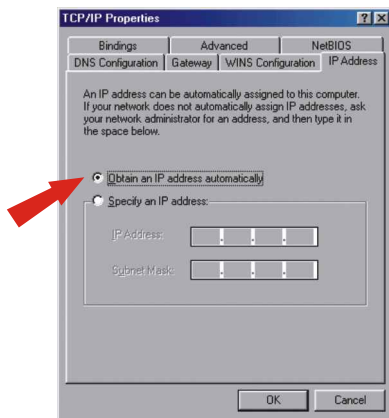 TCP/IP Properties
Bindings Advanced NetBIOS
DNS Configuration Gateway WINS Configuration IP Address
An IP address can be automatically assigned to this computer.
If your network does not automatically assign IP addresses, ask
your network administrator for an address, and then type it in
the space below.
Obtain an IP address automatically
Specify an IP address:
IP Address:
Subnet Mask:
OK Cancel